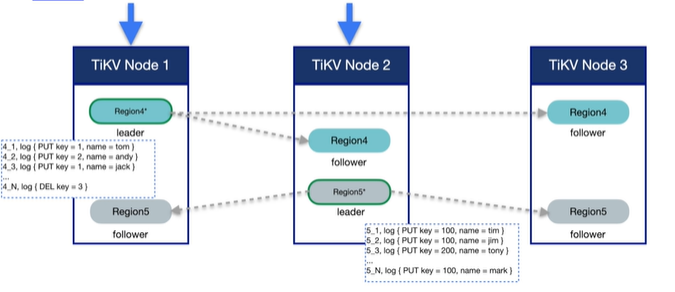 TiKV Node 1
TiKV Node 2
TiKV Node 3
Region4*
leader
4_1, log { PUT key = 1, name = tom }
4_2, log { PUT key = 2, name = andy }
4_3, log { PUT key = 1, name = jack }
...
4_N, log { DEL key = 3 }
Region5
follower
Region4
follower
Region5*
leader
5_1, log { PUT key = 100, name = tim }
5_2, log { PUT key = 100, name = jim }
5_3, log { PUT key = 200, name = tony }
...
5_N, log { PUT key = 100, name = mark }
Region4
follower
Region5
follower